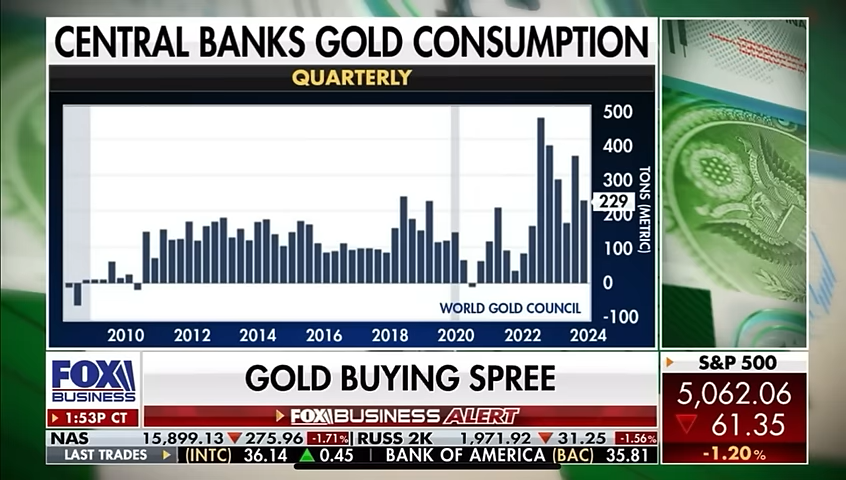 CENTRAL BANKS GOLD CONSUMPTION
QUARTERLY
500
400
300
229
200
100
0
-100
TONS (METRIC)
WORLD GOLD COUNCIL
2010 2012 2014 2016 2018 2020 2022 2024
FOX
BUSINESS
1:53P CT
GOLD BUYING SPREE
FOX BUSINESS ALERT
S&P 500
5,062.06
61.35
-1.20%
NAS 15,899.13 ▼ 275.96 -1.71% RUSS 2K 1,971.92 ▼ 31.25 -1.56%
LAST TRADES (INTC) 36.14 ▲ 0.45 BANK OF AMERICA (BAC) 35.81